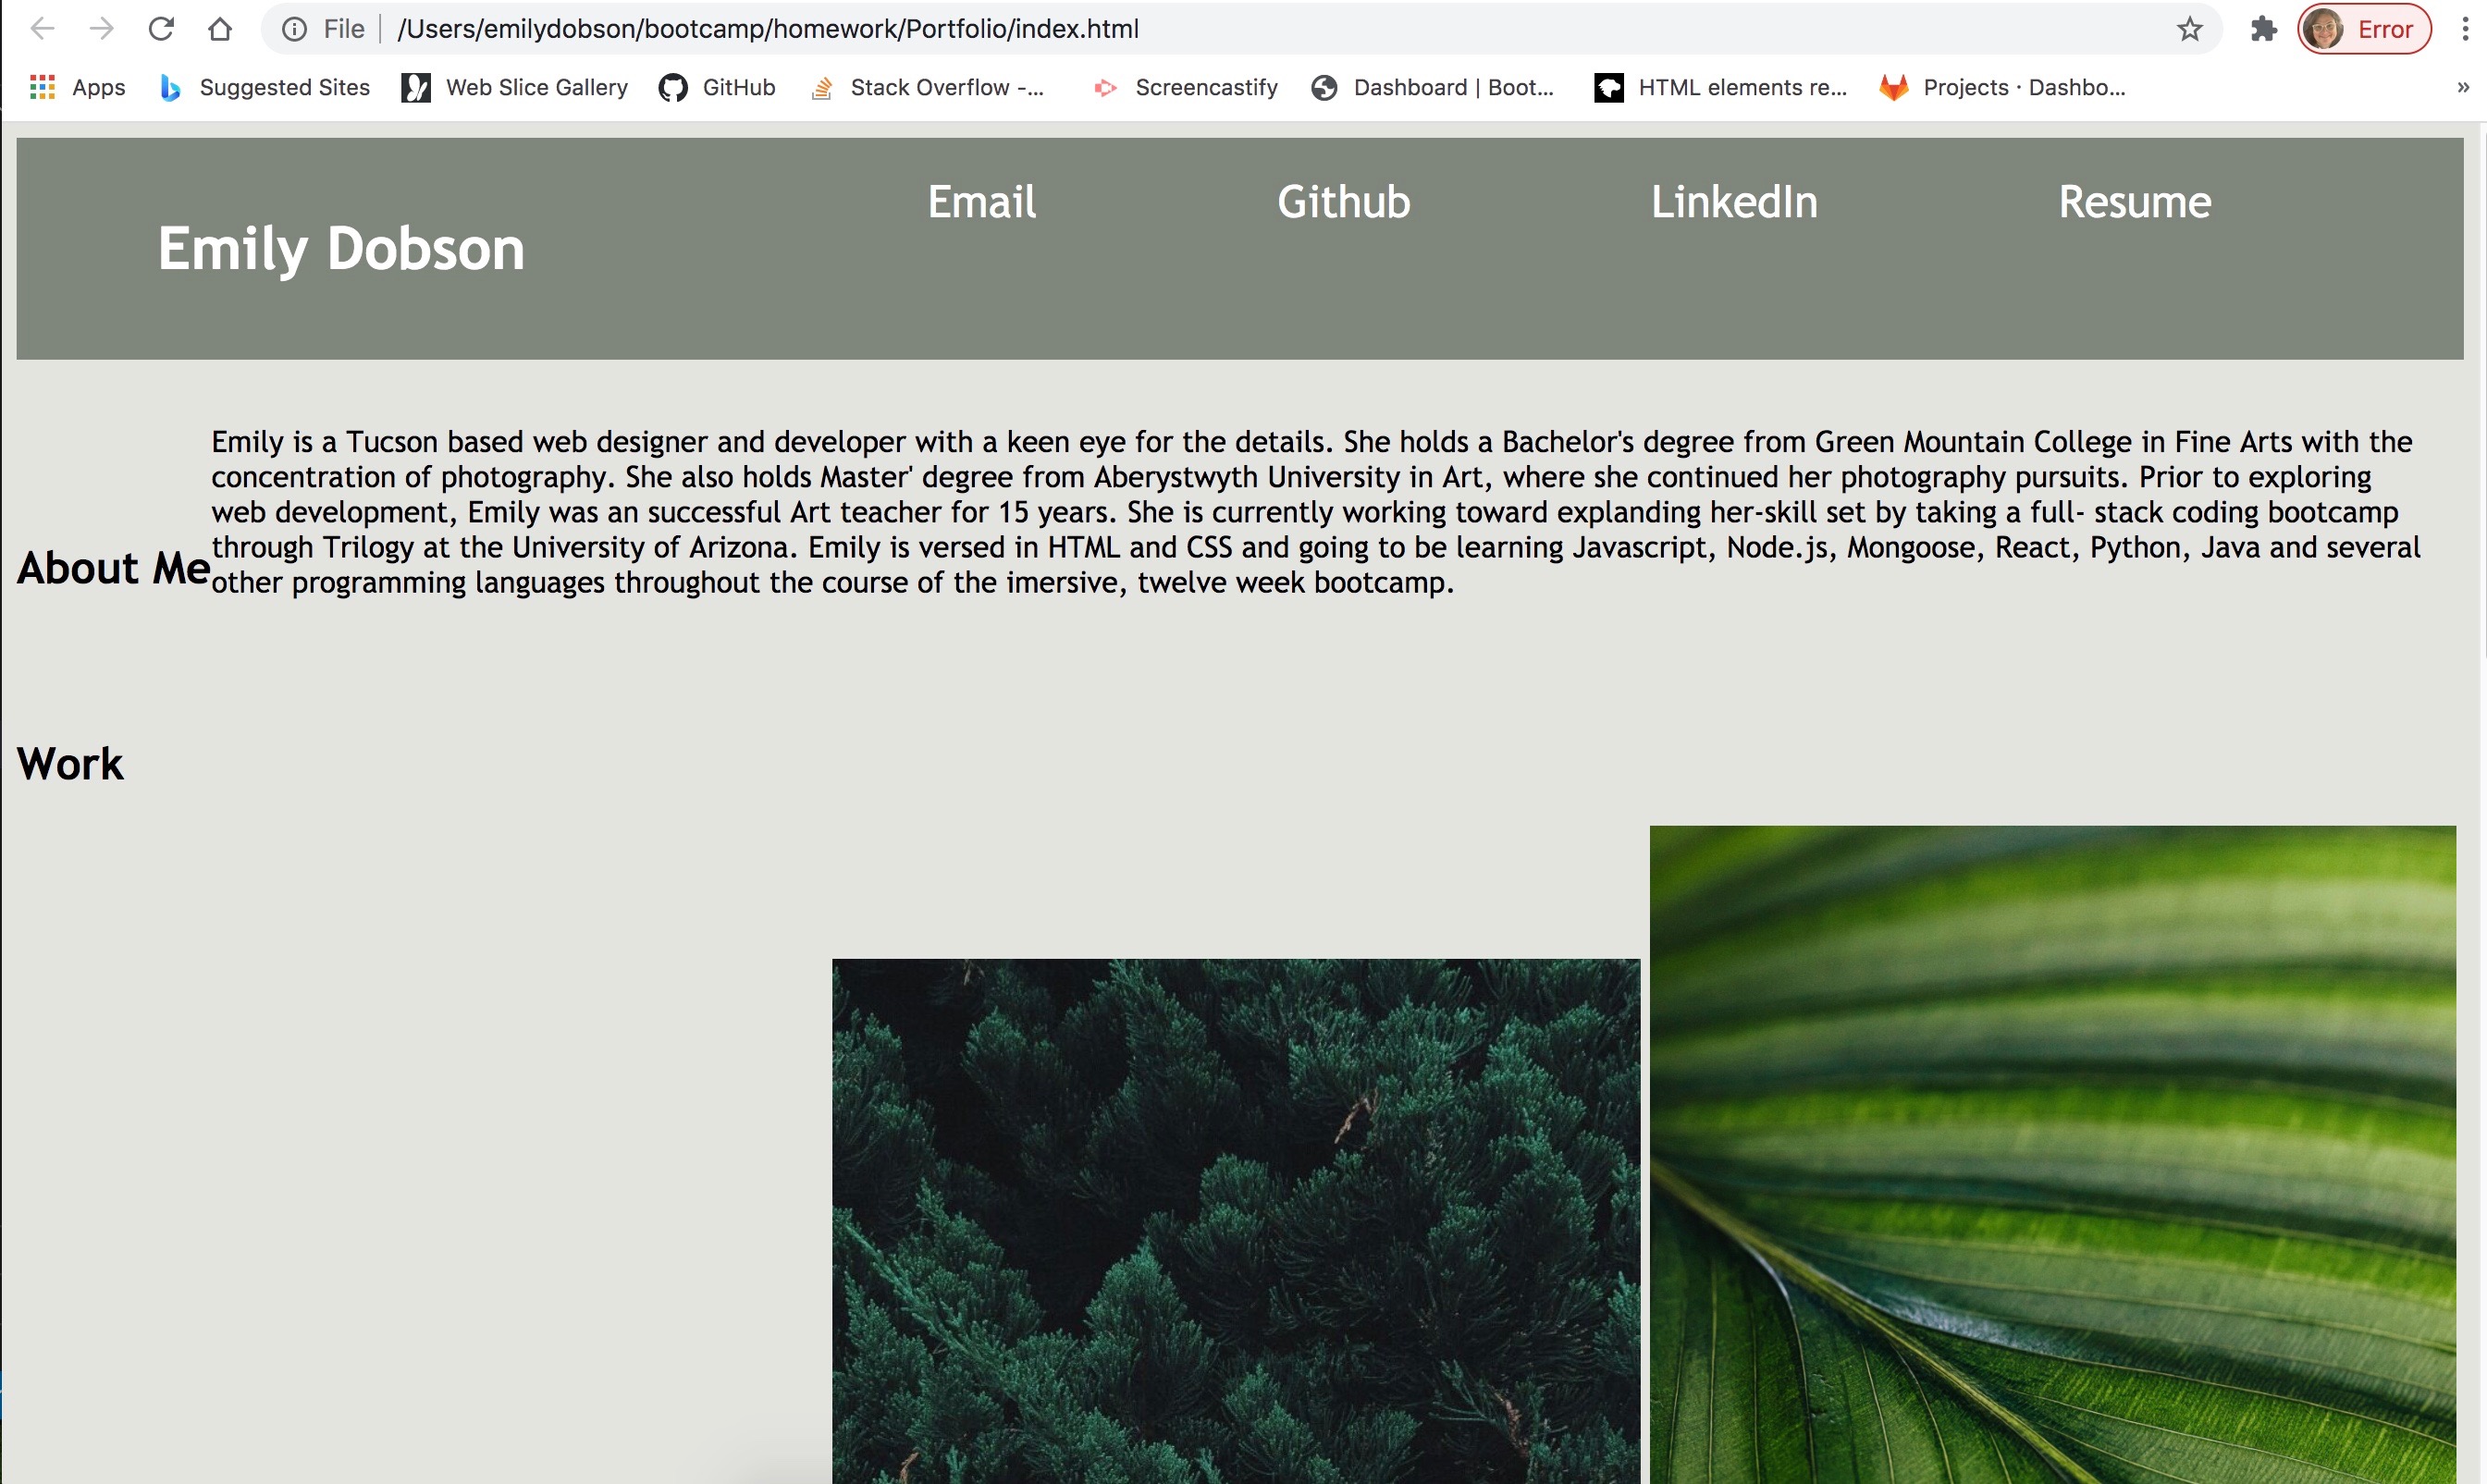 File | /Users/emilydobson/bootcamp/homework/Portfolio/index.html Error
Apps Suggested Sites Web Slice Gallery GitHub Stack Overflow -... Screencastify Dashboard | Boot... HTML elements re... Projects · Dashbo... »
Email Github LinkedIn Resume
Emily Dobson
Emily is a Tucson based web designer and developer with a keen eye for the details. She holds a Bachelor's degree from Green Mountain College in Fine Arts with the
concentration of photography. She also holds Master' degree from Aberystwyth University in Art, where she continued her photography pursuits. Prior to exploring
web development, Emily was an successful Art teacher for 15 years. She is currently working toward explanding her-skill set by taking a full- stack coding bootcamp
through Trilogy at the University of Arizona. Emily is versed in HTML and CSS and going to be learning Javascript, Node.js, Mongoose, React, Python, Java and several
About Me
other programming languages throughout the course of the imersive, twelve week bootcamp.
Work